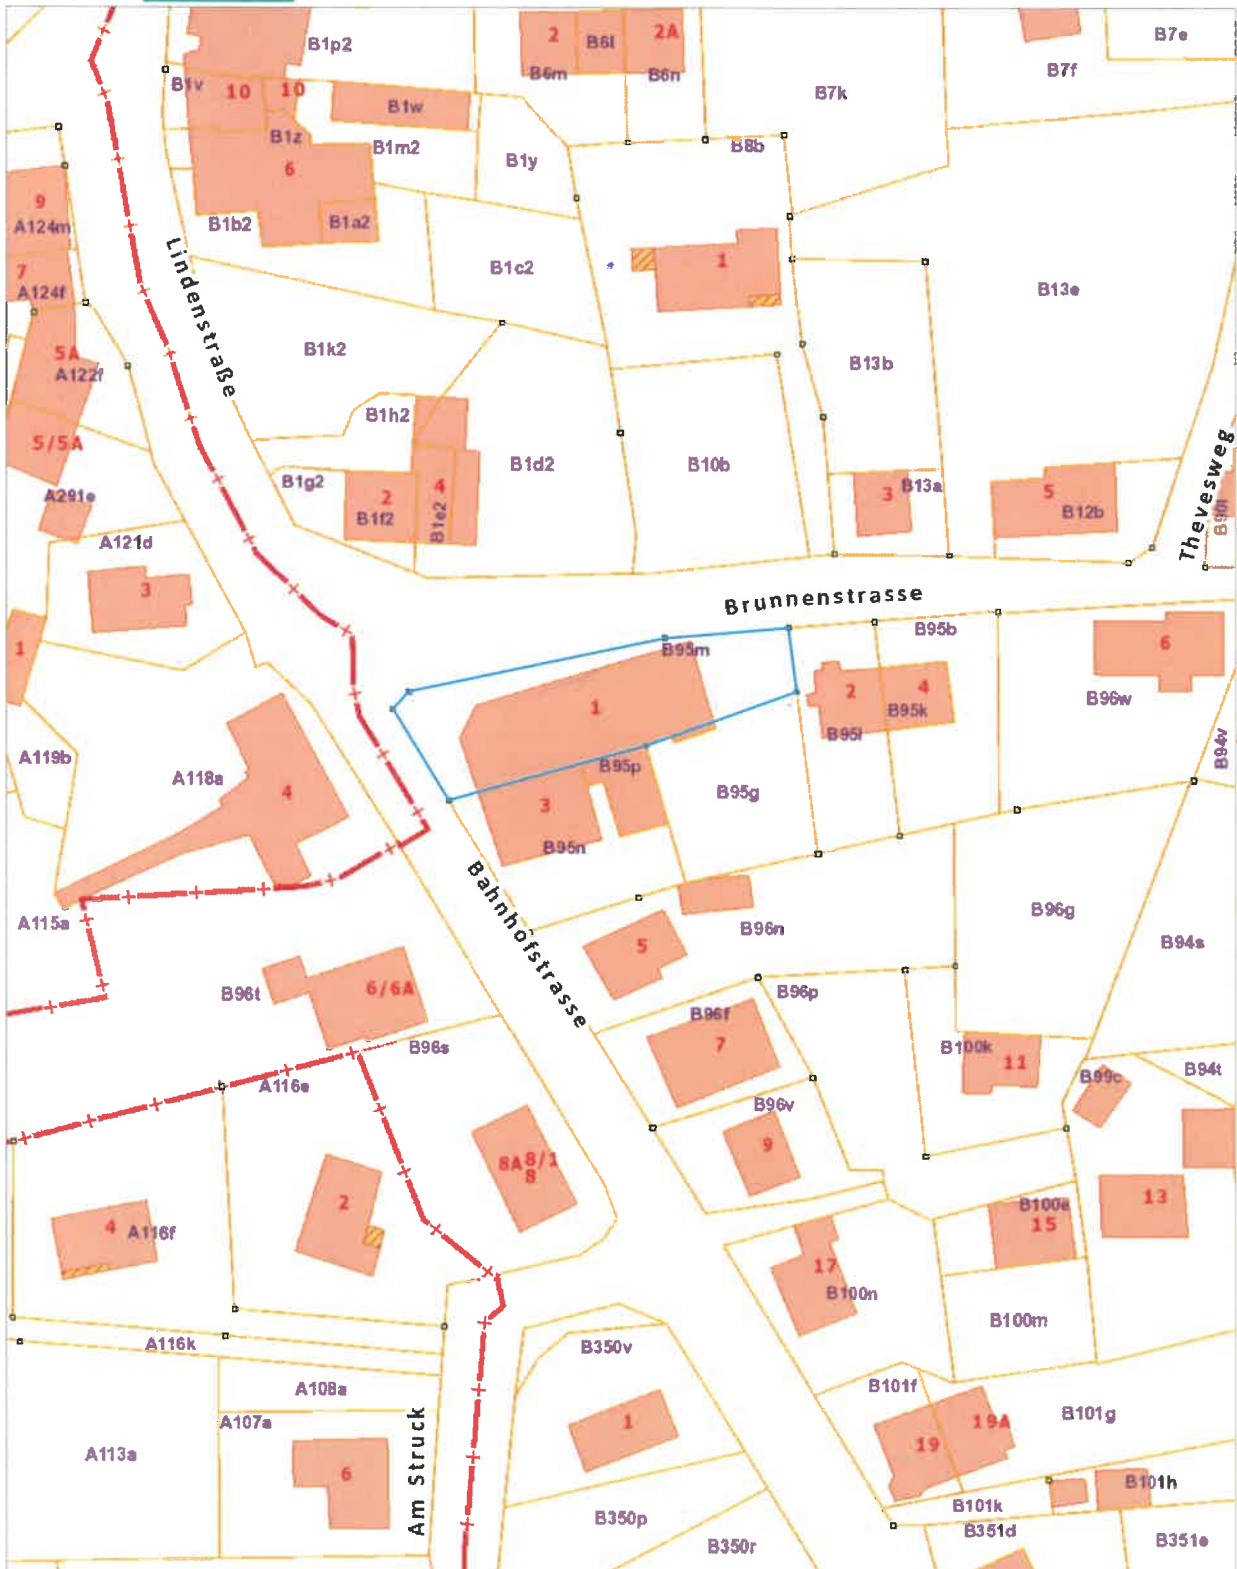 B1p2
2
B6l
2A
B6m
B6n
B7e
B7f
B1v
10
10
B1w
B7k
B1z
B1m2
B8b
B1y
6
9
B1b2
B1a2
A124m
B1c2
1
7
A124f
B13e
Lindenstraße
B1k2
5A
A122f
B13b
B1h2
5/5A
B1d2
B10b
Thevesweg
B1g2
2
4
B1f2
B1e2
3
B13a
5
B12b
B90l
A291e
A121d
3
Brunnenstrasse
B95b
1
B95m
6
2
4
B96w
1
B95k
B95l
A119b
A118a
B94v
B95p
4
B95g
3
B95n
Bahnhofstrasse
A115a
B96g
B96n
5
B94s
B96t
6/6A
B96p
B96f
7
B96s
B100k
11
A116e
B99c
B94t
B96v
9
8A
8/1
8
2
13
4
A116f
B100a
15
17
B100n
B100m
A116k
B350v
A108a
B101f
A107a
1
19
19A
B101g
A113a
Am Struck
6
B101h
B101k
B350p
B351d
B350r
B351e